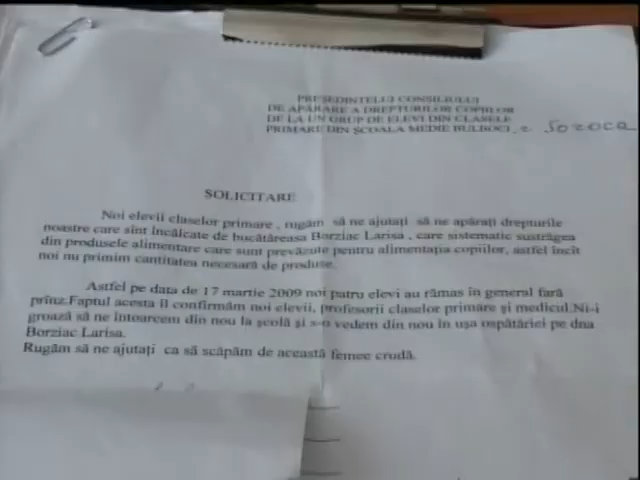 PREȘEDINTELUI CONSILIULUI
DE APĂRARE A DREPTURILOR COPIILOR
DE LA UN GRUP DE ELEVI DIN CLASELE
PRIMARE DIN ȘCOALA MEDIE BULBOCI, r. Soroca
SOLICITARE
Noi elevii claselor primare , rugăm să ne ajutați să ne apărați drepturile
noastre care sînt încălcate de bucătăreasa Borziac Larisa , care sistematic sustrăgea
din produsele alimentare care sunt prevăzute pentru alimentația copiilor, astfel încît
noi nu primim cantitatea necesară de produse.
Astfel pe data de 17 martie 2009 noi patru elevi au rămas în general fară
prînz.Faptul acesta îl confirmăm noi elevii, profesorii claselor primare și medicul.Ni-i
groază să ne întoarcem din nou la școlă și s-o vedem din nou în ușa ospătăriei pe dna
Borziac Larisa.
Rugăm să ne ajutați ca să scăpăm de această femee crudă.